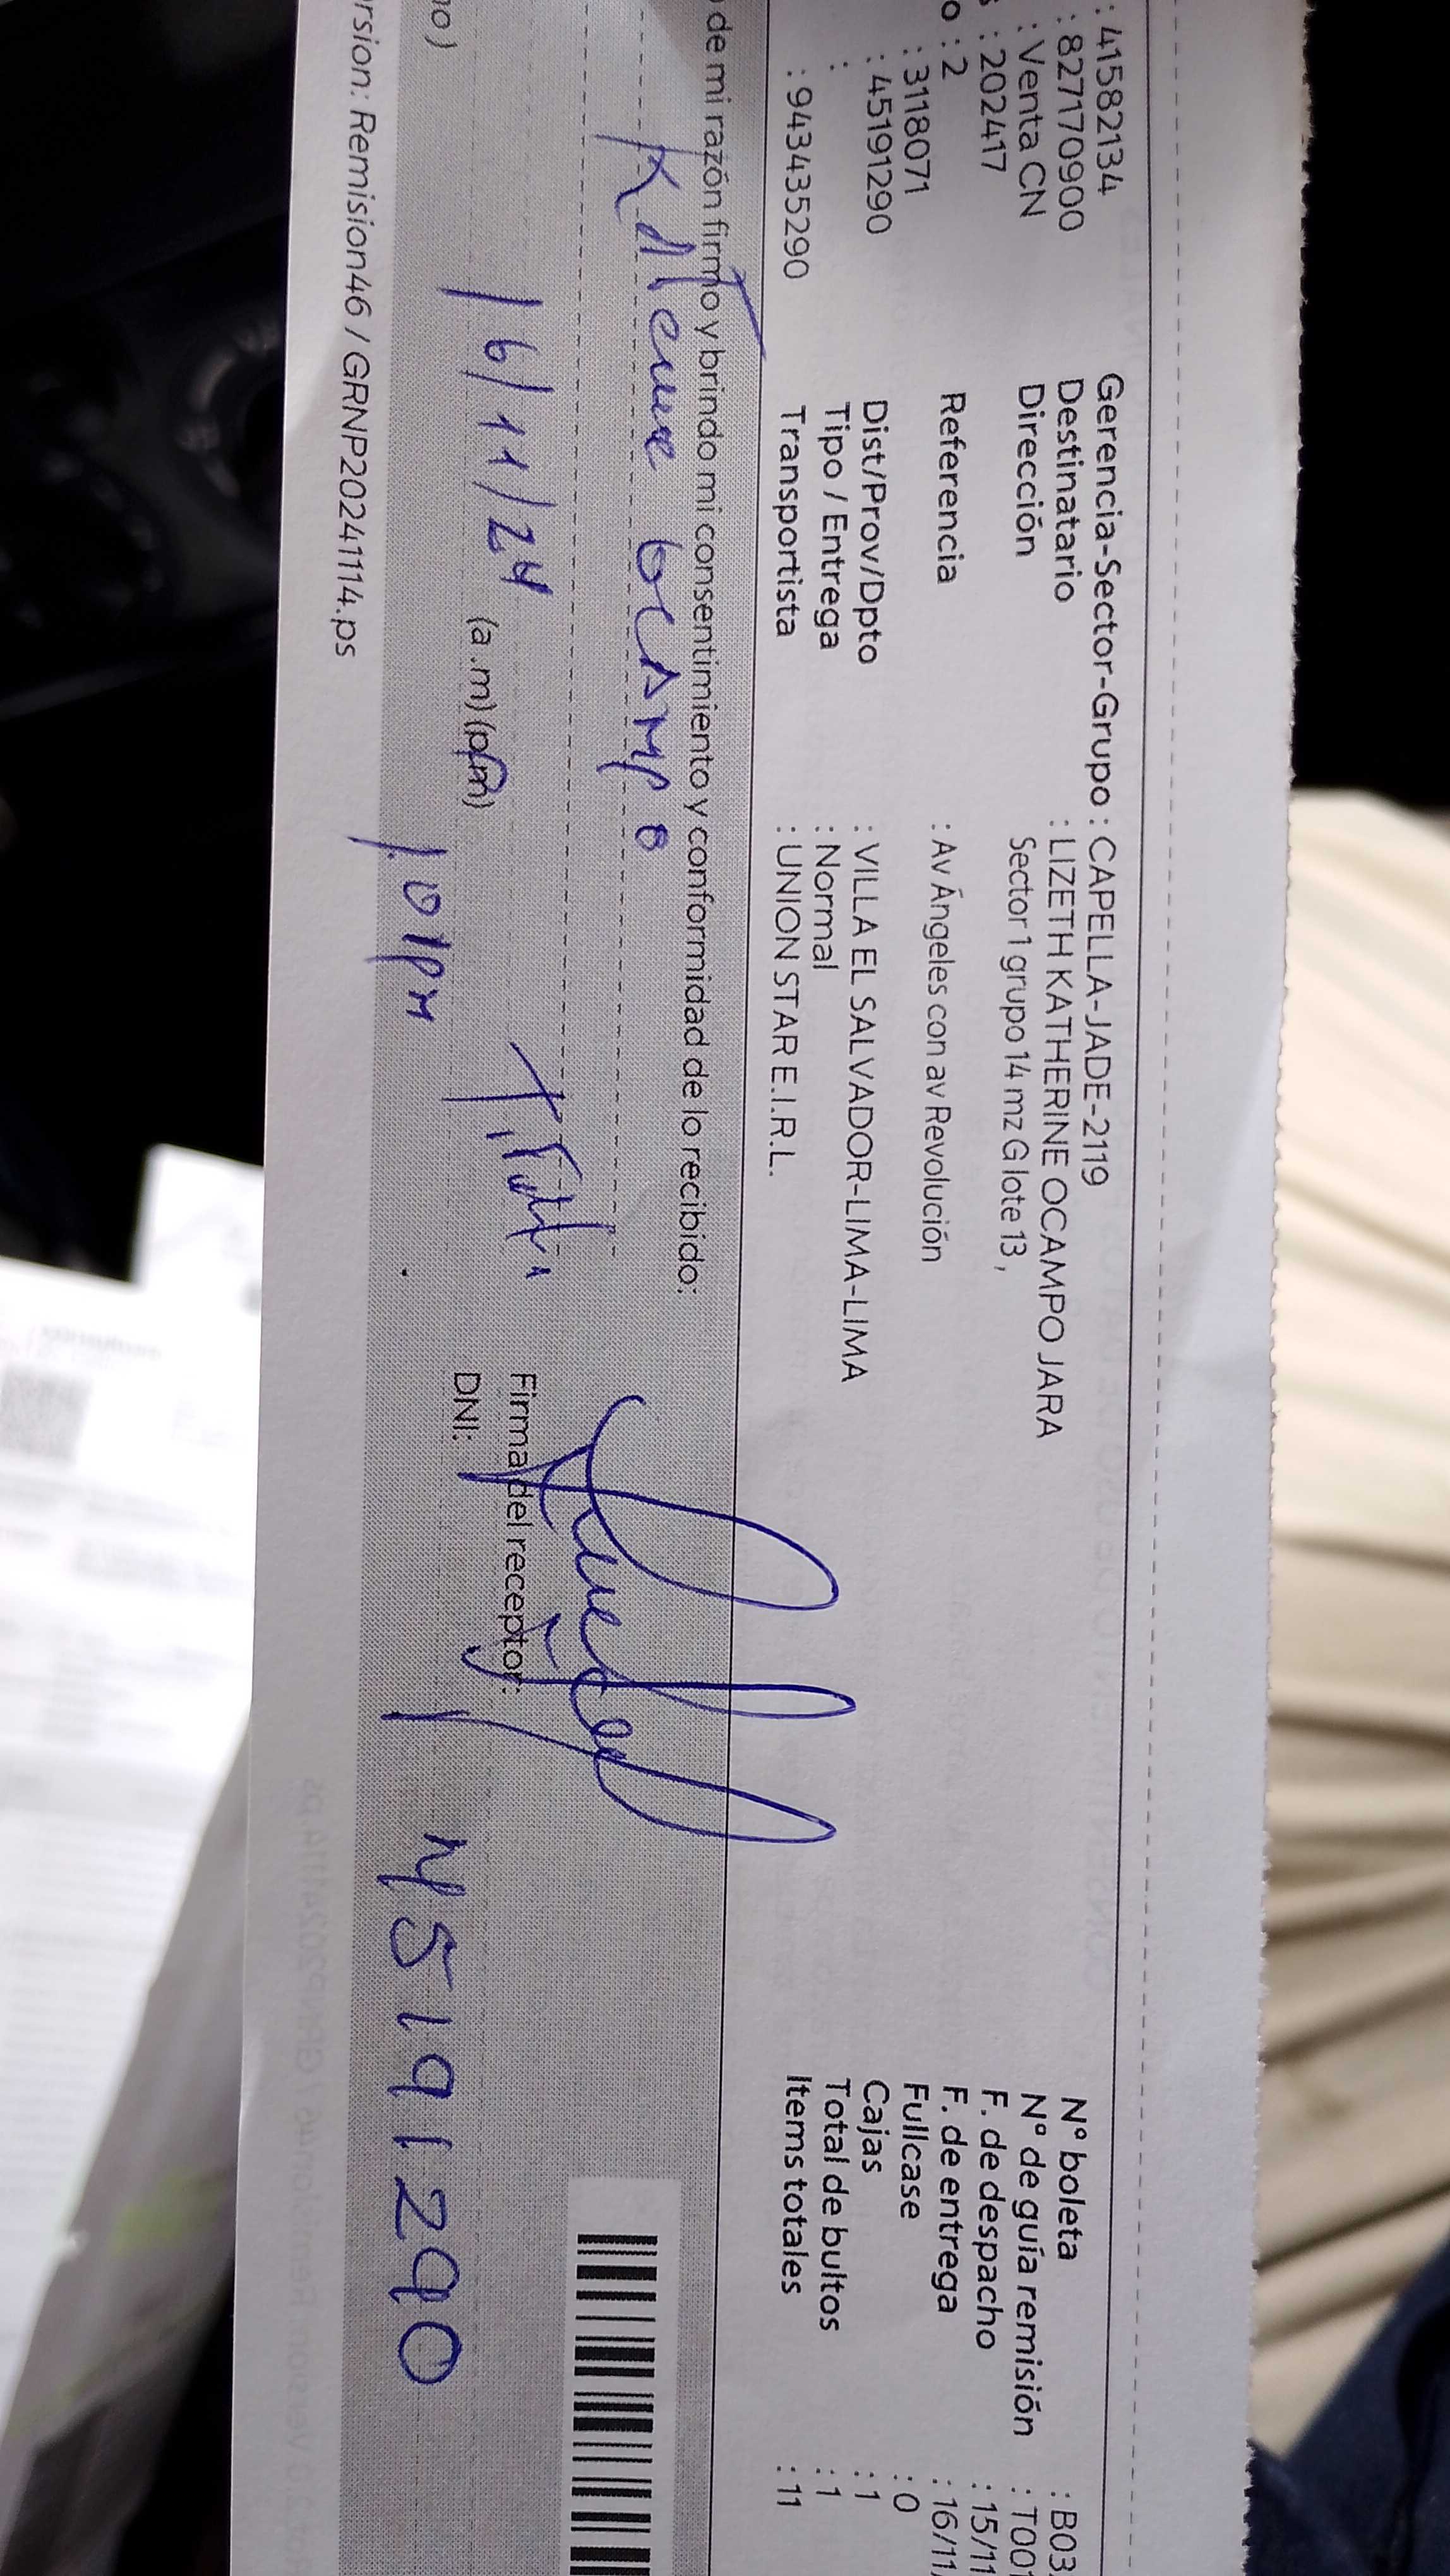 : 41582134
: 827170900
: Venta CN
: 202417
o : 2
: 3118071
: 45191290
:
: 943435290
Gerencia-Sector-Grupo : CAPELLA-JADE-2119
Destinatario : LIZETH KATHERINE OCAMPO JARA
Dirección Sector 1 grupo 14 mz G lote 13 ,
Referencia : Av Ángeles con av Revolución
Dist/Prov/Dpto : VILLA EL SALVADOR-LIMA-LIMA
Tipo / Entrega : Normal
Transportista : UNION STAR E.I.R.L.
N° boleta : B03
N° de guía remisión : T001
F. de despacho : 15/11
F. de entrega : 16/11/
Fullcase : 0
Cajas : 1
Total de bultos : 1
Items totales : 11
de mi razón firmo y brindo mi consentimiento y conformidad de lo recibido:
OCAMPO
16/11/24 (a.m)(p.m) 1:01pm
Firma del receptor:
DNI: 45191290
rsion: Remision46 / GRNP20241114.ps